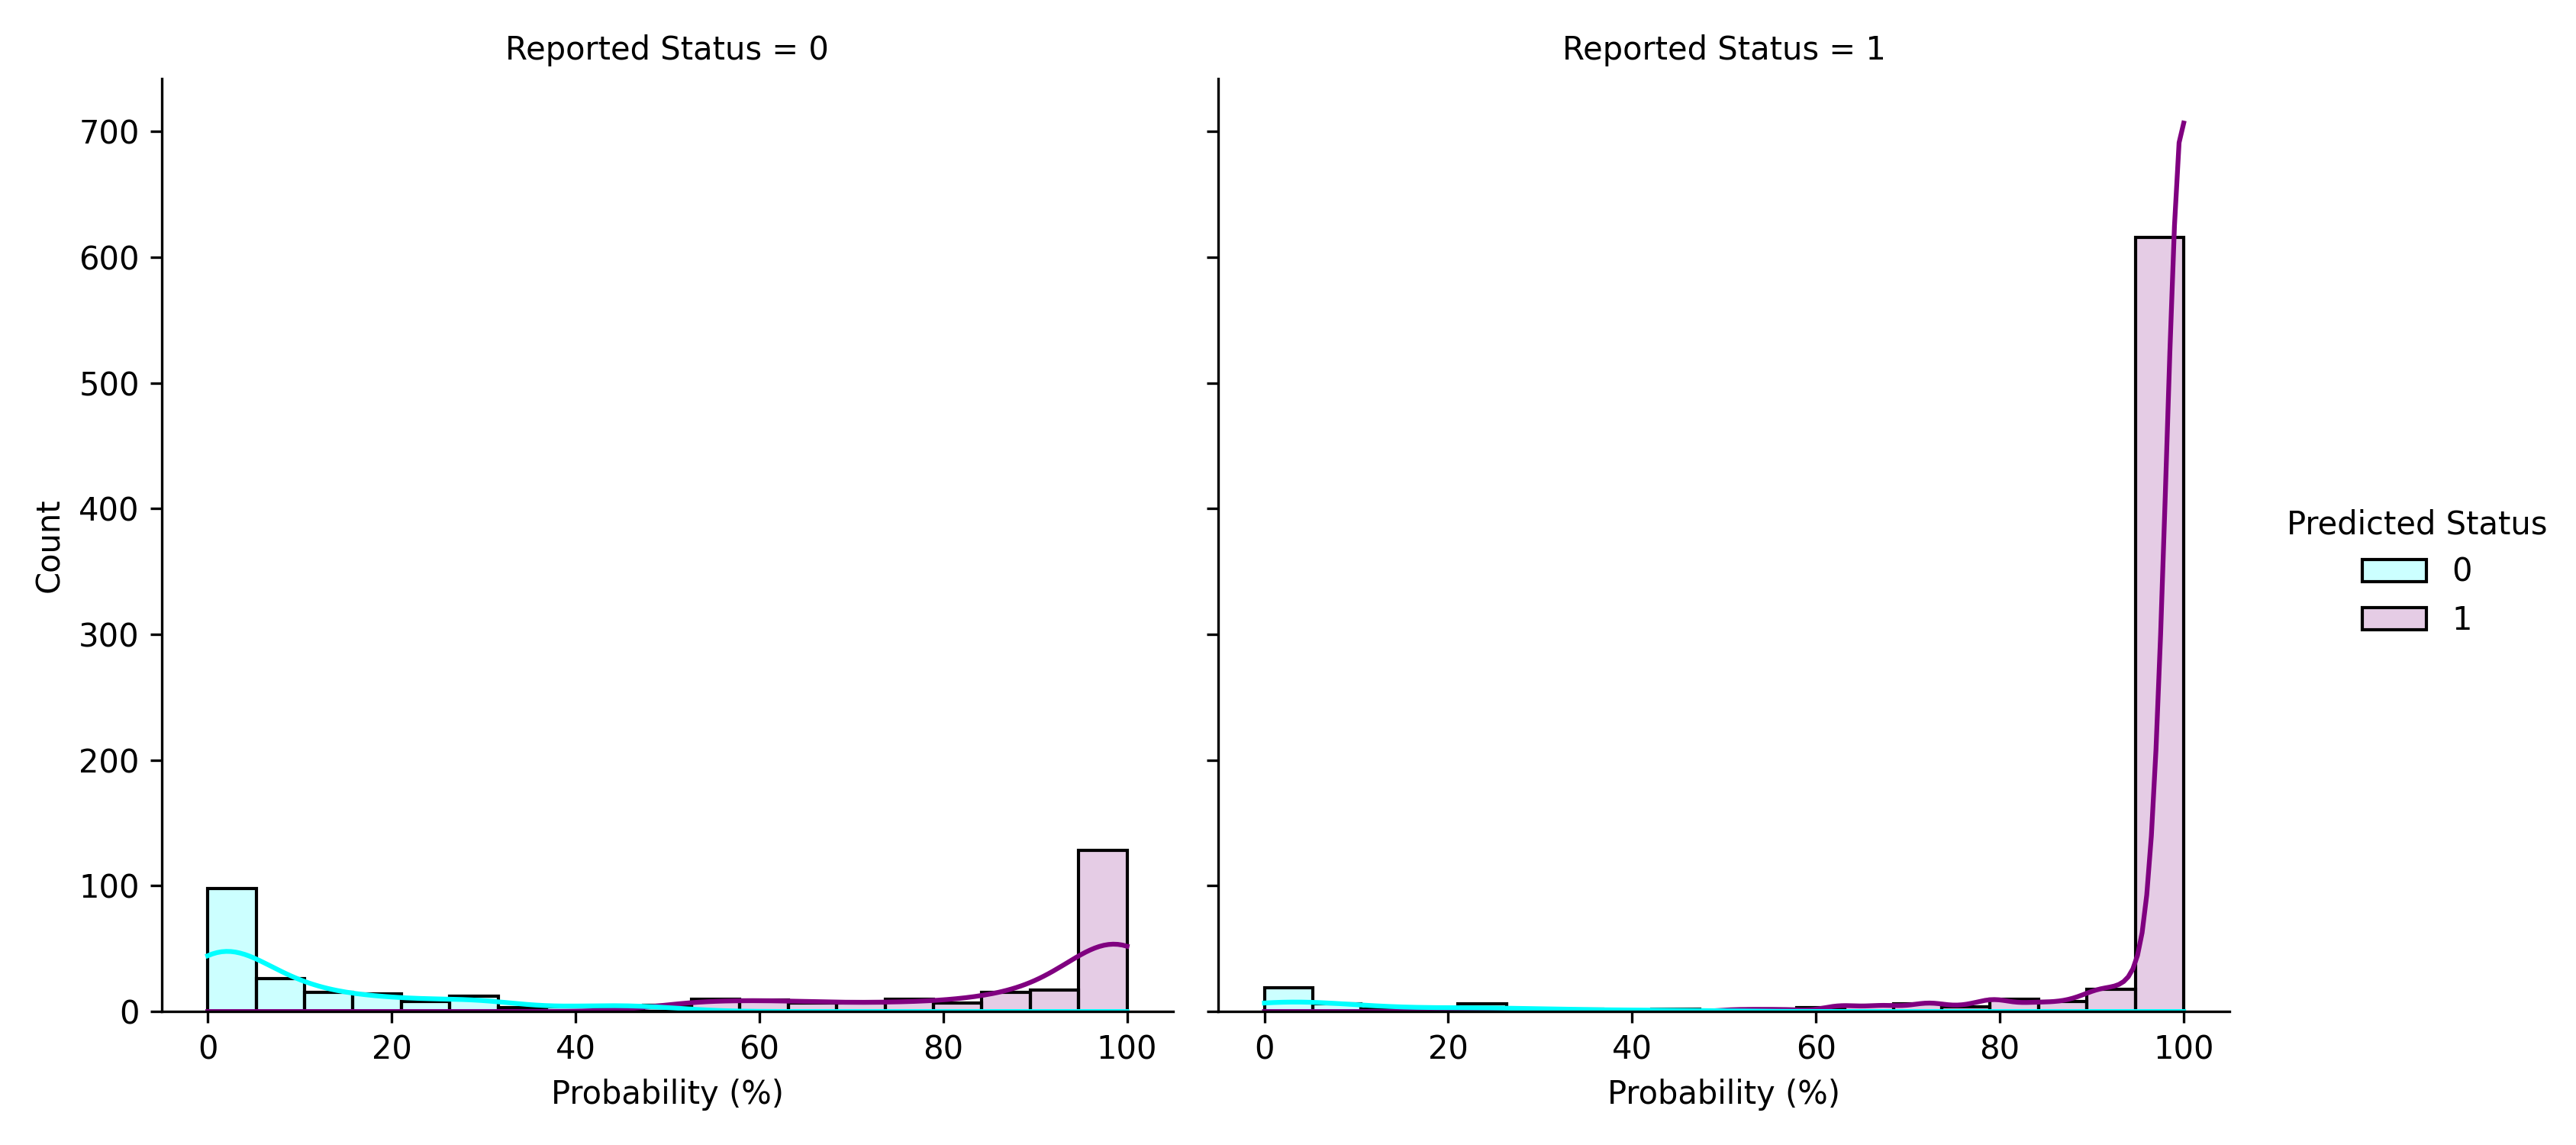 Reported Status = 0
Reported Status = 1
700
600
500
400
300
200
100
0
Count
0 20 40 60 80 100
0 20 40 60 80 100
Probability (%)
Probability (%)
Predicted Status
0
1